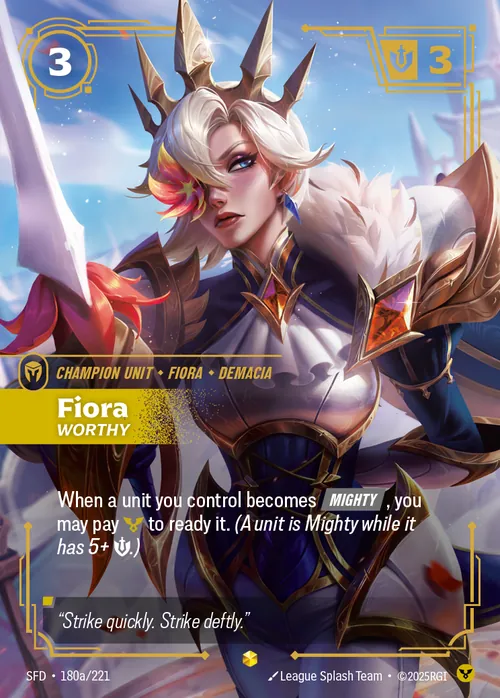 3
3
CHAMPION UNIT • FIORA • DEMACIA
Fiora
WORTHY
When a unit you control becomes MIGHTY, you
may pay to ready it. (A unit is Mighty while it
has 5+ .)
“Strike quickly. Strike deftly.”
SFD • 180a/221
League Splash Team • ©2025RGI